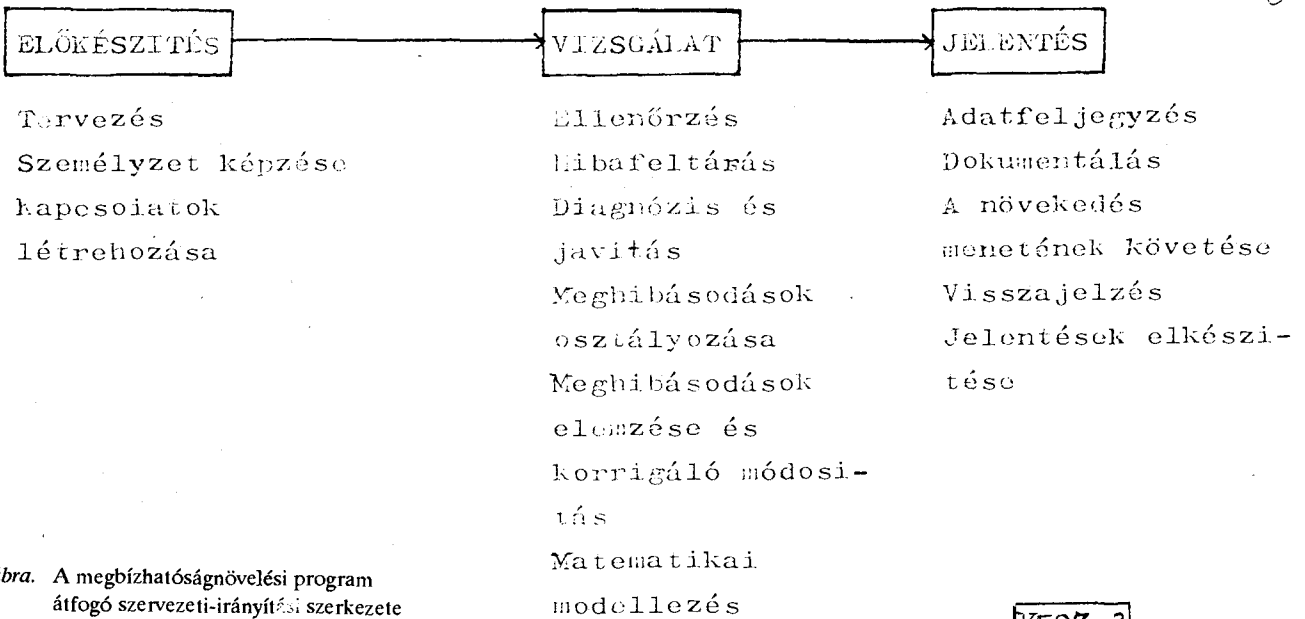 ELŐKÉSZITÉS
VIZSGÁLAT
JELENTÉS
Tervezés
Személyzet képzése
Kapcsolatok
létrehozása
Ellenőrzés
Hibafeltárás
Diagnózis és
javitás
Meghibásodások
osztályozása
Meghibásodások
elemzése és
korrigáló módosi-
tás
Matematikai
modellezés
Adatfeljegyzés
Dokumentálás
A növekedés
menetének követése
Visszajelzés
Jelentések elkészi-
tése
ábra. A megbízhatóságnövelési program
átfogó szervezeti-irányítási szerkezete